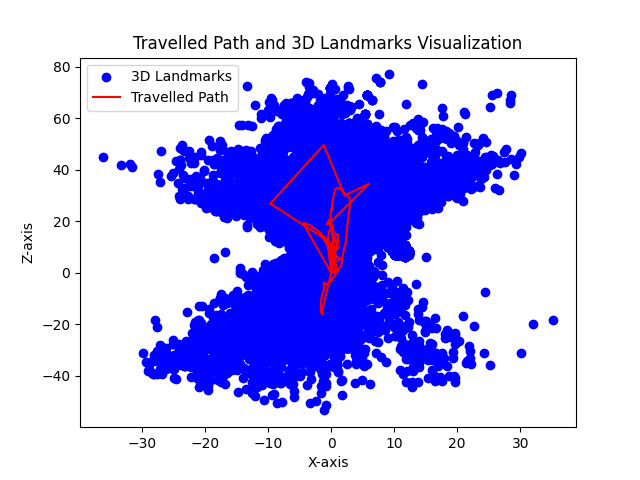 Travelled Path and 3D Landmarks Visualization
3D Landmarks
Travelled Path
Z-axis
80
60
40
20
0
−20
−40
−30
−20
−10
0
10
20
30
X-axis